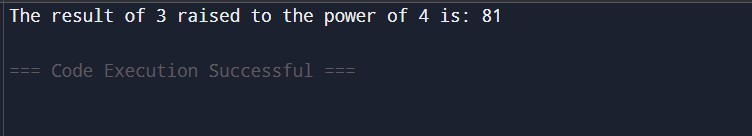 The result of 3 raised to the power of 4 is: 81
=== Code Execution Successful ===